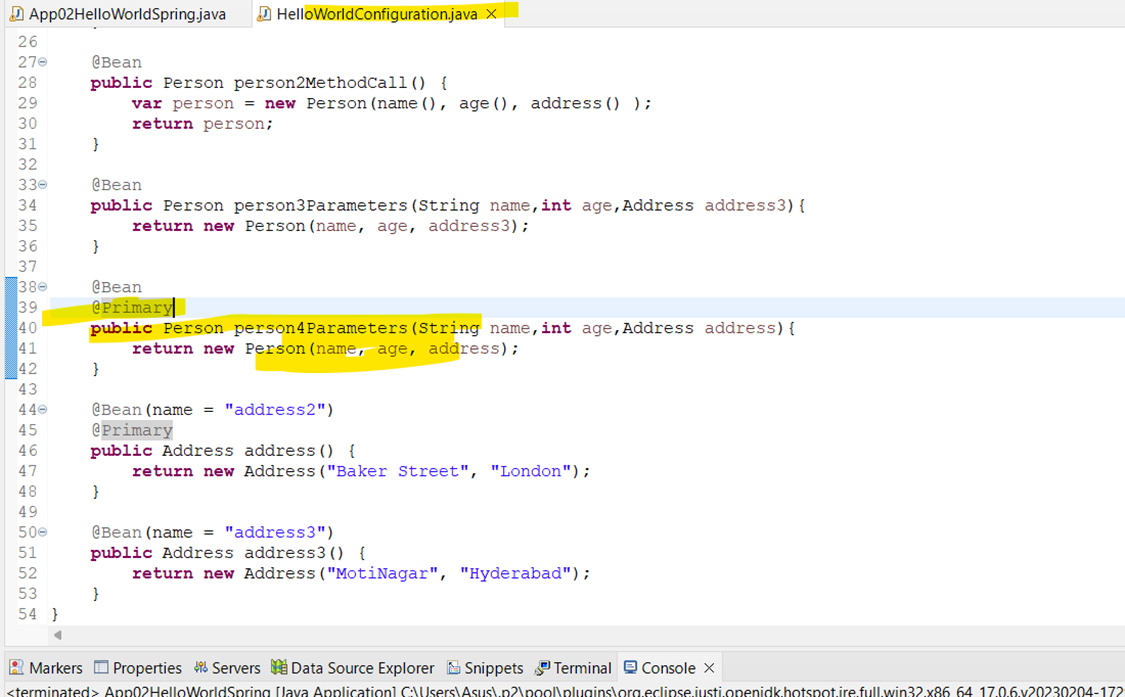 App02HelloWorldSpring.java HelloWorldConfiguration.java
26
27 @Bean
28 public Person person2MethodCall() {
29 var person = new Person(name(), age(), address() );
30 return person;
31 }
32
33 @Bean
34 public Person person3Parameters(String name,int age,Address address3){
35 return new Person(name, age, address3);
36 }
37
38 @Bean
39 @Primary
40 public Person person4Parameters(String name,int age,Address address){
41 return new Person(name, age, address);
42 }
43
44 @Bean(name = "address2")
45 @Primary
46 public Address address() {
47 return new Address("Baker Street", "London");
48 }
49
50 @Bean(name = "address3")
51 public Address address3() {
52 return new Address("MotiNagar", "Hyderabad");
53 }
54 }
Markers Properties Servers Data Source Explorer Snippets Terminal Console
<terminated> App02HelloWorldSpring [Java Application] C:\Users\Asus\.p2\pool\plugins\org.eclipse.justj.openjdk.hotspot.jre.full.win32.x86_64_17.0.6.v20230204-172